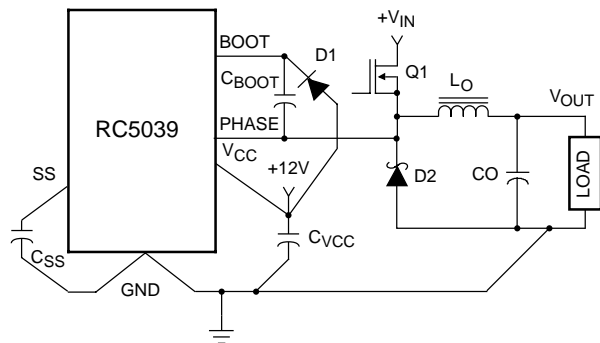 +VIN
BOOT
D1
Q1
CBOOT
LO
VOUT
RC5039
PHASE
VCC
+12V
SS
D2
CO
LOAD
CVCC
CSS
GND